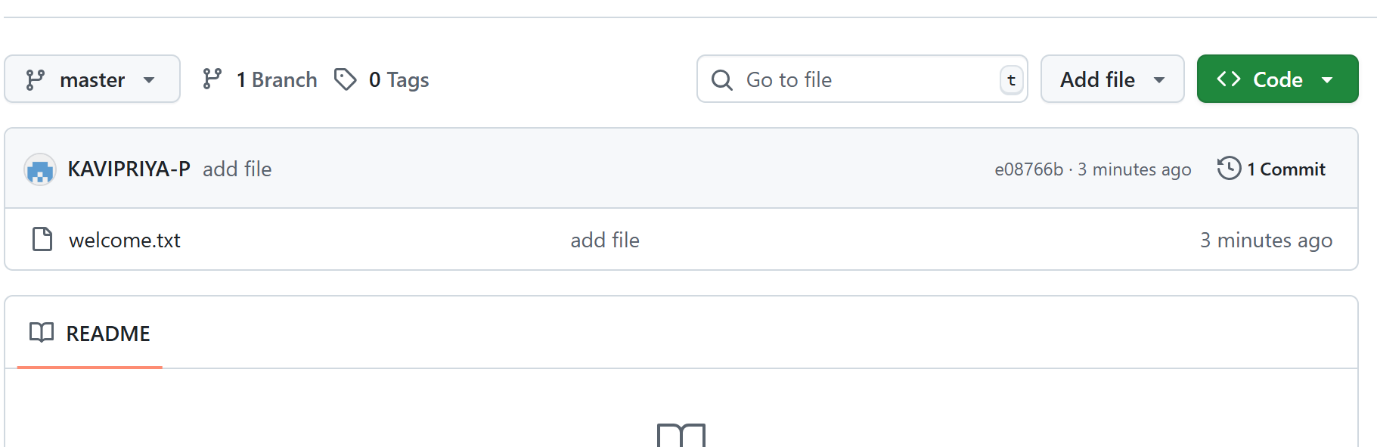 master 1 Branch 0 Tags Go to file t Add file Code
KAVIPRIYA-P add file e08766b · 3 minutes ago 1 Commit
welcome.txt add file 3 minutes ago
README